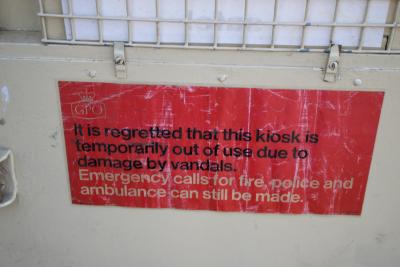 GPO
It is regretted that this kiosk is
temporarily out of use due to
damage by vandals.
Emergency calls for fire, police and
ambulance can still be made.